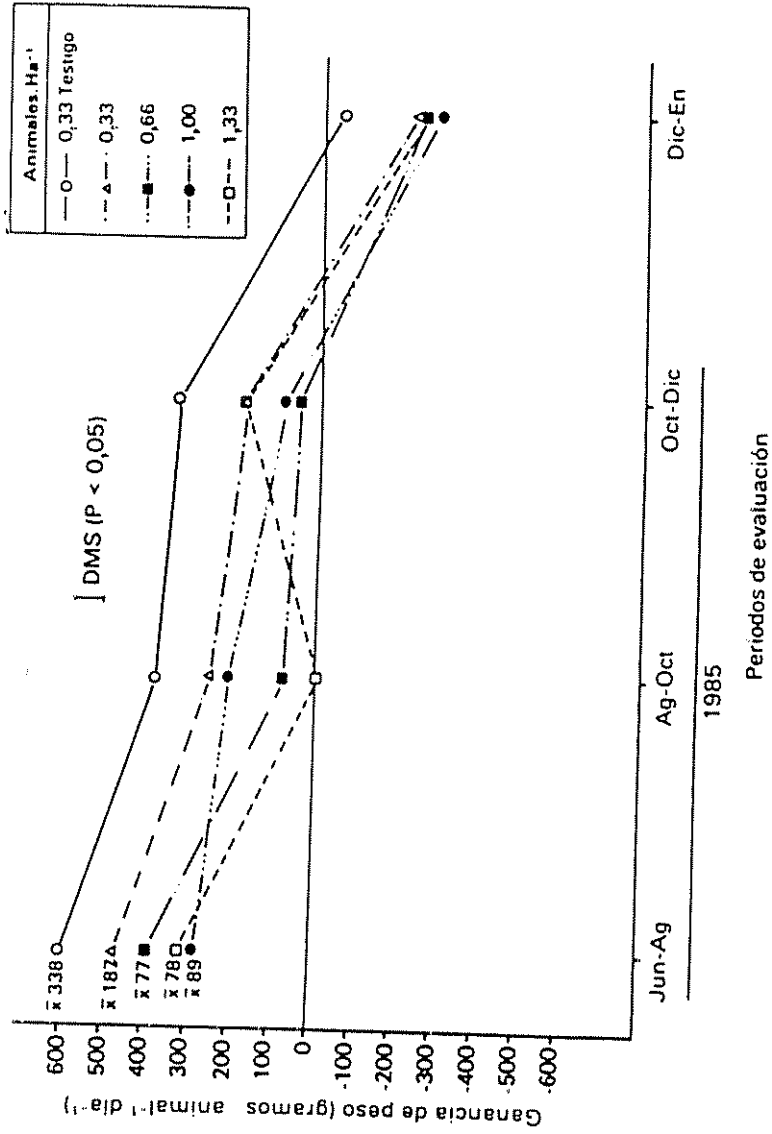 Animales.Ha⁻¹
0,33 Testigo
0,33
0,66
1,00
1,33
DMS (P < 0,05)
x̄ 338
x̄ 187
x̄ 77
x̄ 78
x̄ 89
600
500
400
300
200
100
0
-100
-200
-300
-400
-500
-600
Ganancia de peso (gramos animal⁻¹ día⁻¹)
Jun-Ag
Ag-Oct
Oct-Dic
Dic-En
1985
Periodos de evaluación